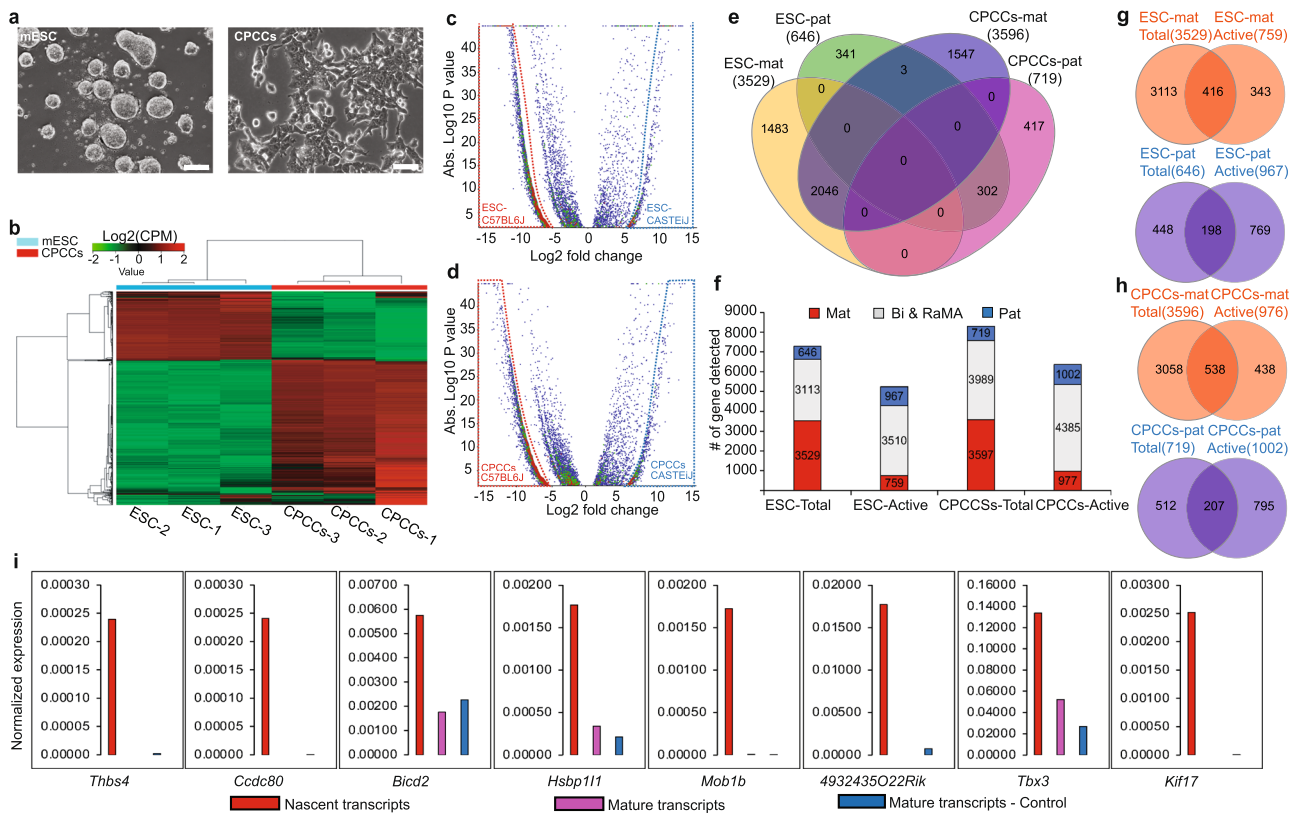 a
mESC
CPCCs
b
mESC
CPCCs
Log2(CPM)
-2 -1 0 1 2
Value
ESC-2
ESC-1
ESC-3
CPCCs-3
CPCCs-2
CPCCs-1
c
Abs. Log10 P value
40
35
30
25
20
15
10
5
ESC-
C57BL6J
ESC-
CASTEiJ
-15 -10 -5 0 5 10 15
Log2 fold change
d
Abs. Log10 P value
40
35
30
25
20
15
10
5
CPCCs
C57BL6J
CPCCs
CASTEiJ
-15 -10 -5 0 5 10 15
Log2 fold change
e
ESC-pat
(646)
CPCCs-mat
(3596)
ESC-mat
(3529)
CPCCs-pat
(719)
341
3
1547
0
0
1483
0
0
417
0
2046
302
0
0
0
f
# of gene detected
Mat
Bi & RaMA
Pat
9000
8000
7000
6000
5000
4000
3000
2000
1000
646
3113
3529
967
3510
759
719
3989
3597
1002
4385
977
ESC-Total
ESC-Active
CPCCSs-Total
CPCCs-Active
g
ESC-mat
Total(3529)
ESC-mat
Active(759)
3113 416 343
ESC-pat
Total(646)
ESC-pat
Active(967)
448 198 769
h
CPCCs-mat
Total(3596)
CPCCs-mat
Active(976)
3058 538 438
CPCCs-pat
Total(719)
CPCCs-pat
Active(1002)
512 207 795
i
Normalized expression
0.00030
0.00025
0.00020
0.00015
0.00010
0.00005
0.00000
Thbs4
0.00030
0.00025
0.00020
0.00015
0.00010
0.00005
0.00000
Ccdc80
0.00700
0.00600
0.00500
0.00400
0.00300
0.00200
0.00100
0.00000
Bicd2
0.00200
0.00150
0.00100
0.00050
0.00000
Hsbp1l1
0.00200
0.00150
0.00100
0.00050
0.00000
Mob1b
0.02000
0.01500
0.01000
0.00500
0.00000
4932435O22Rik
0.16000
0.14000
0.12000
0.10000
0.08000
0.06000
0.04000
0.02000
0.00000
Tbx3
0.00300
0.00250
0.00200
0.00150
0.00100
0.00050
0.00000
Kif17
Nascent transcripts
Mature transcripts
Mature transcripts - Control